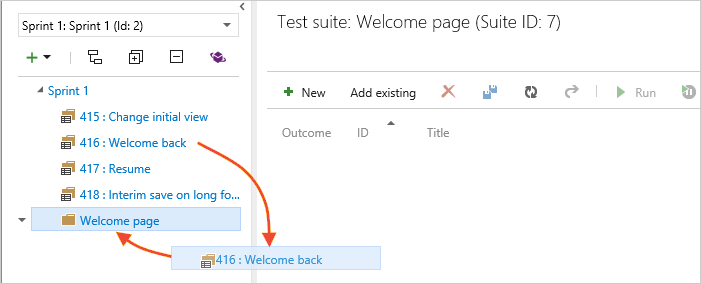 Sprint 1: Sprint 1 (Id: 2)
Sprint 1
415 : Change initial view
416 : Welcome back
417 : Resume
418 : Interim save on long fo...
Welcome page
416 : Welcome back
Test suite: Welcome page (Suite ID: 7)
New Add existing Run
Outcome ID Title